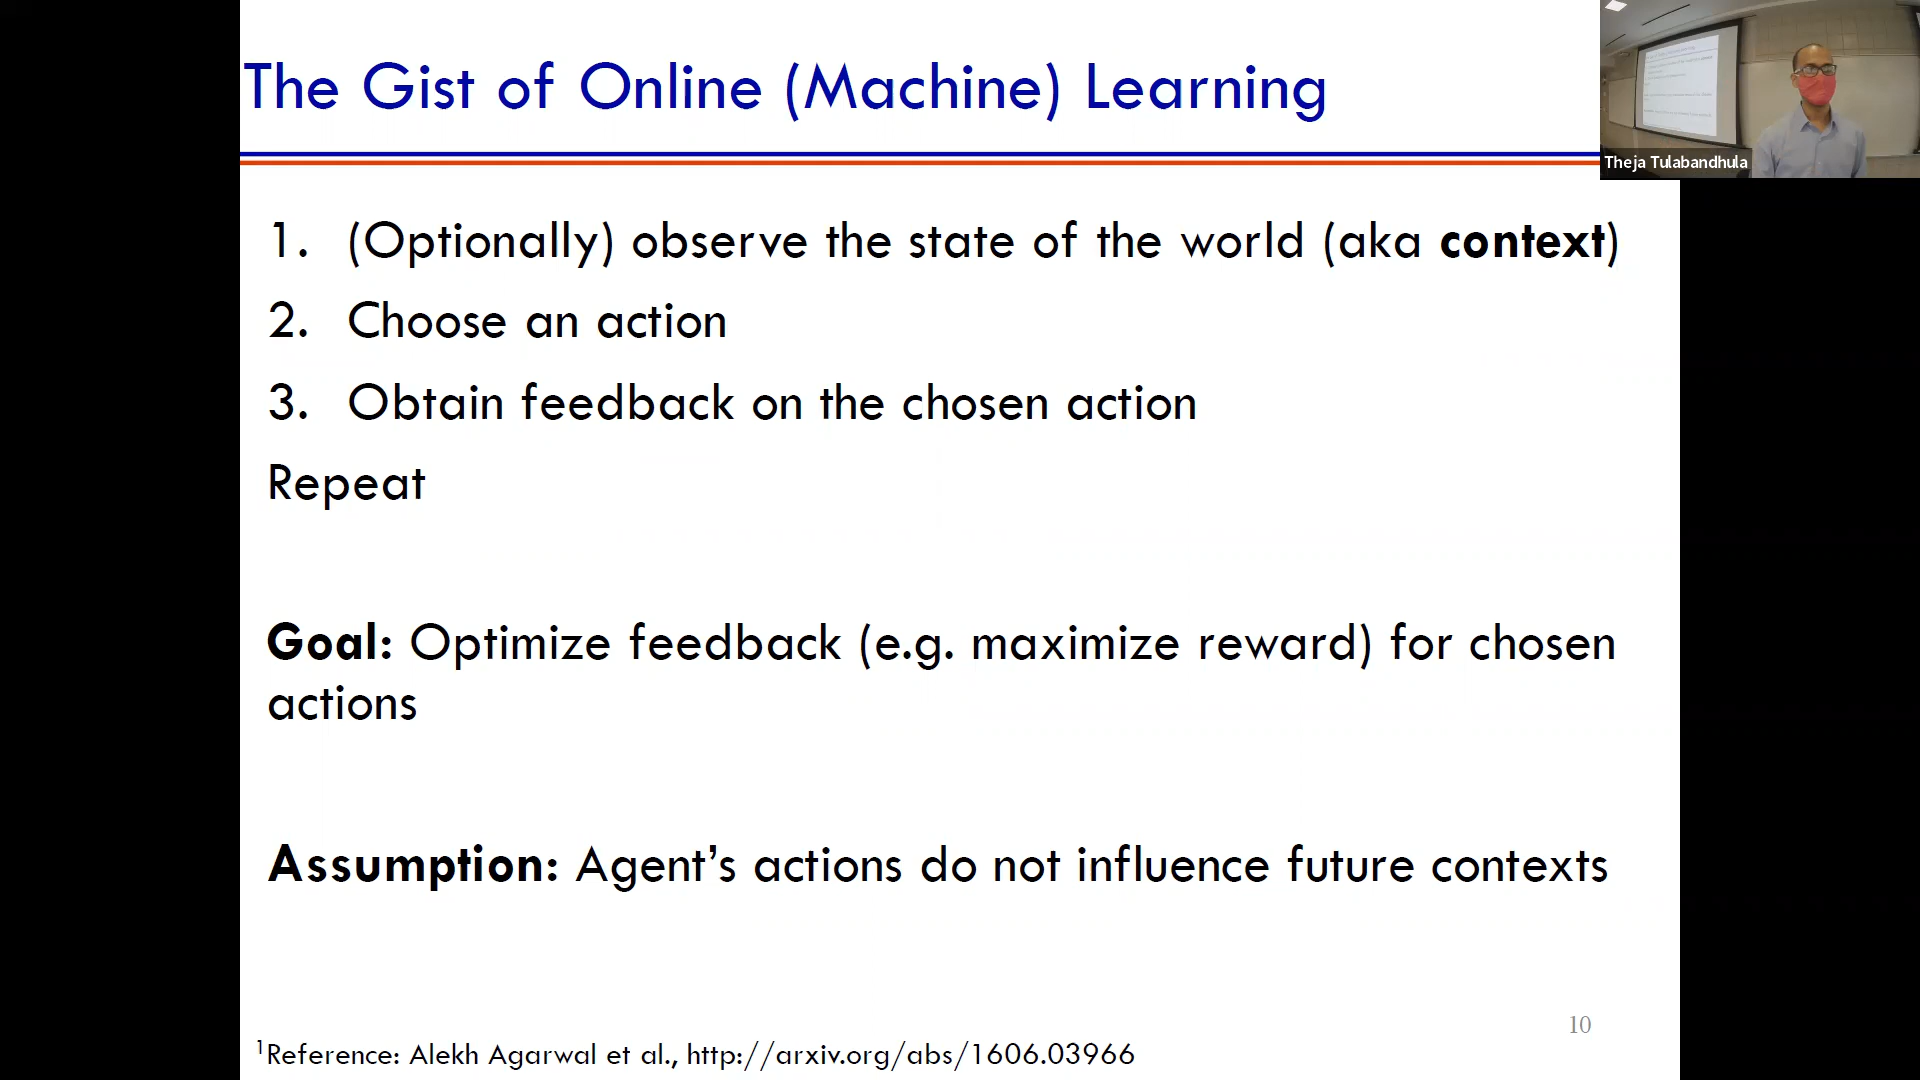 The Gist of Online (Machine) Learning
Theja Tulabandhula
1. (Optionally) observe the state of the world (aka context)
2. Choose an action
3. Obtain feedback on the chosen action
Repeat
Goal: Optimize feedback (e.g. maximize reward) for chosen
actions
Assumption: Agent’s actions do not influence future contexts
10
¹Reference: Alekh Agarwal et al., http://arxiv.org/abs/1606.03966